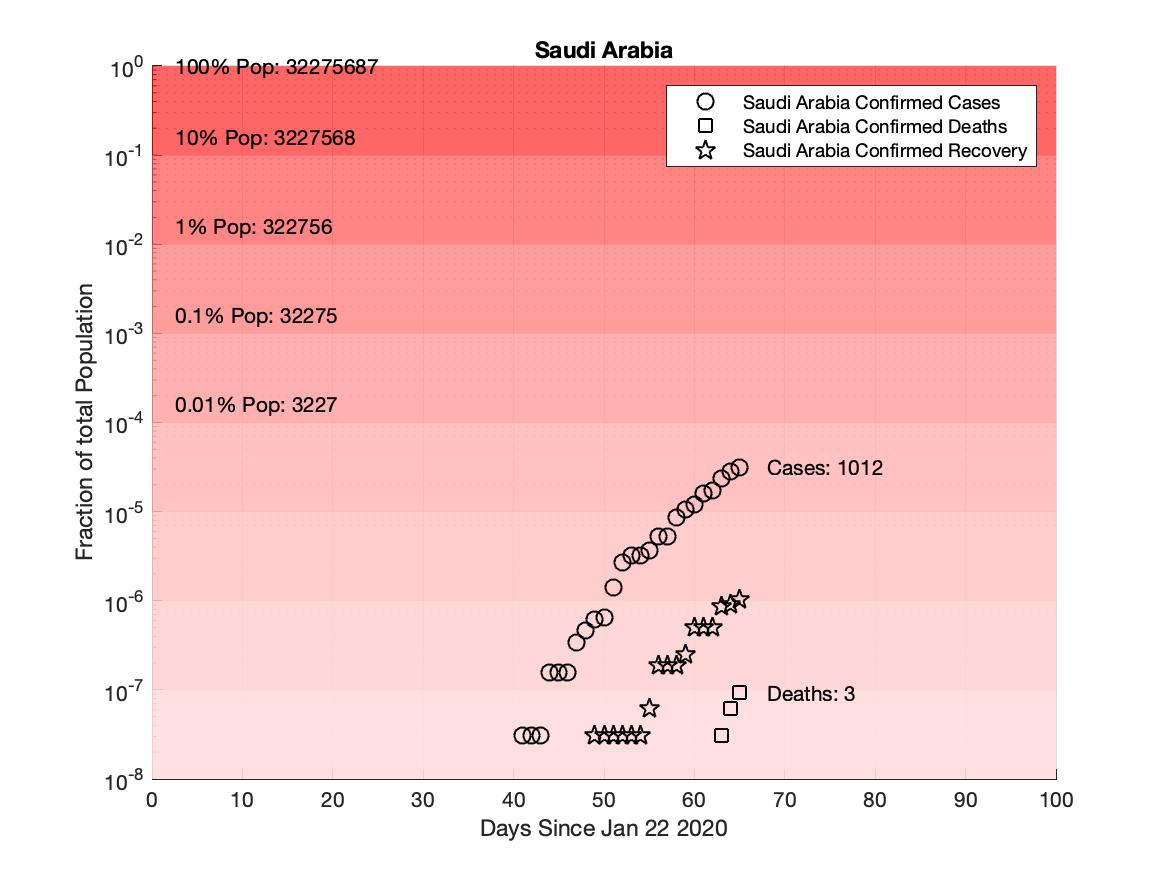 Saudi Arabia
100% Pop: 32275687
10% Pop: 3227568
1% Pop: 322756
0.1% Pop: 32275
0.01% Pop: 3227
Saudi Arabia Confirmed Cases
Saudi Arabia Confirmed Deaths
Saudi Arabia Confirmed Recovery
Cases: 1012
Deaths: 3
Fraction of total Population
10^0
10^-1
10^-2
10^-3
10^-4
10^-5
10^-6
10^-7
10^-8
0 10 20 30 40 50 60 70 80 90 100
Days Since Jan 22 2020